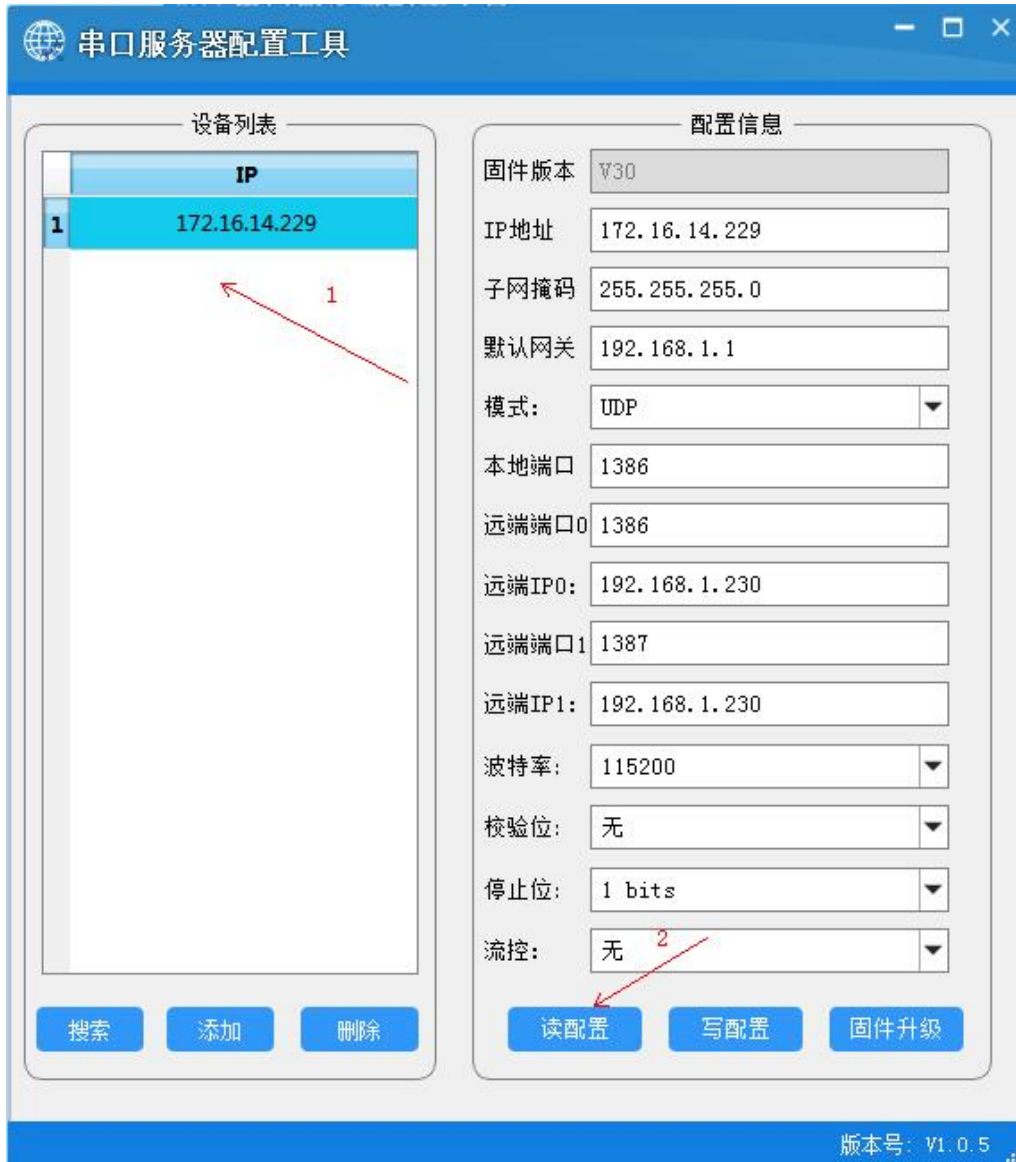 串口服务器配置工具
设备列表
IP
1 172.16.14.229
1
搜索 添加 删除
配置信息
固件版本 V30
IP地址 172.16.14.229
子网掩码 255.255.255.0
默认网关 192.168.1.1
模式: UDP
本地端口 1386
远端端口0 1386
远端IP0: 192.168.1.230
远端端口1 1387
远端IP1: 192.168.1.230
波特率: 115200
校验位: 无
停止位: 1 bits
流控: 无
2
读配置 写配置 固件升级
版本号: V1.0.5